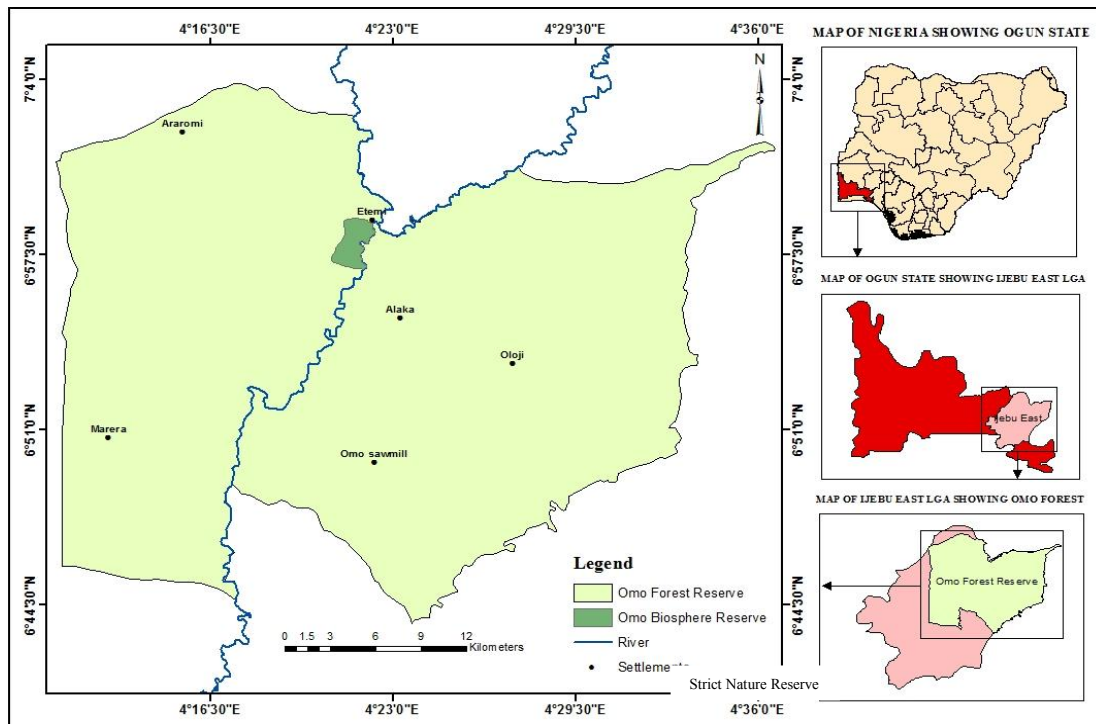 4°16'30"E
4°23'0"E
4°29'30"E
4°36'0"E
7°4'0"N
6°57'30"N
6°51'0"N
6°44'30"N
N
Araromi
Etemi
Alaka
Oloji
Marera
Omo sawmill
Legend
Omo Forest Reserve
Omo Biosphere Reserve
River
Settlements
0 1.5 3 6 9 12
Kilometers
4°16'30"E
4°23'0"E
4°29'30"E
4°36'0"E
7°4'0"N
6°57'30"N
6°51'0"N
6°44'30"N
MAP OF NIGERIA SHOWING OGUN STATE
MAP OF OGUN STATE SHOWING IJEBU EAST LGA
Ijebu East
MAP OF IJEBU EAST LGA SHOWING OMO FOREST
Omo Forest Reserve
Strict Nature Reserve